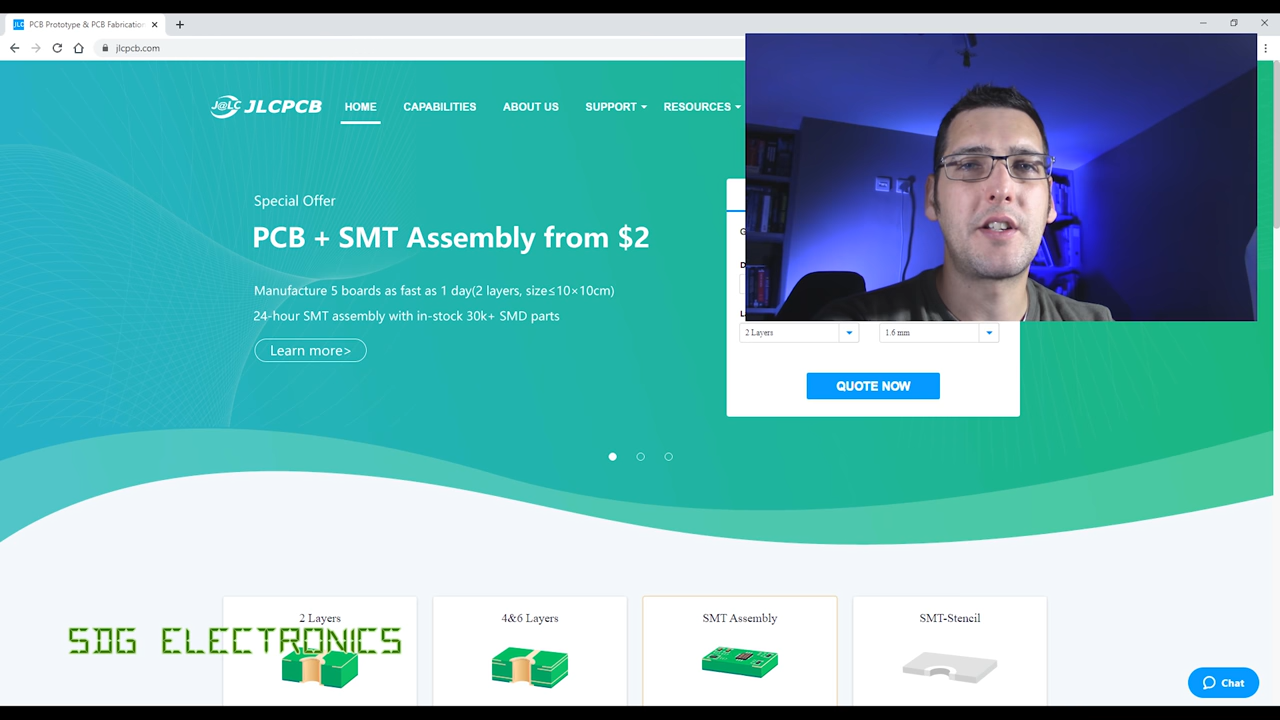 PCB Prototype & PCB Fabrication
jlcpcb.com
J@LC JLCPCB
HOME
CAPABILITIES
ABOUT US
SUPPORT
RESOURCES
Special Offer
PCB + SMT Assembly from $2
Manufacture 5 boards as fast as 1 day(2 layers, size≤10×10cm)
24-hour SMT assembly with in-stock 30k+ SMD parts
Learn more>
2 Layers
1.6 mm
QUOTE NOW
2 Layers
4&6 Layers
SMT Assembly
SMT-Stencil
SDG ELECTRONICS
Chat